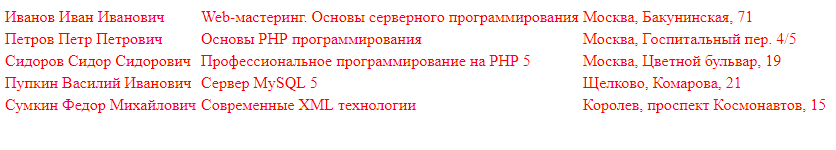 Иванов Иван Иванович Web-мастеринг. Основы серверного программирования Москва, Бакунинская, 71
Петров Петр Петрович Основы PHP программирования Москва, Госпитальный пер. 4/5
Сидоров Сидор Сидорович Профессиональное программирование на PHP 5 Москва, Цветной бульвар, 19
Пупкин Василий Иванович Сервер MySQL 5 Щелково, Комарова, 21
Сумкин Федор Михайлович Современные XML технологии Королев, проспект Космонавтов, 15